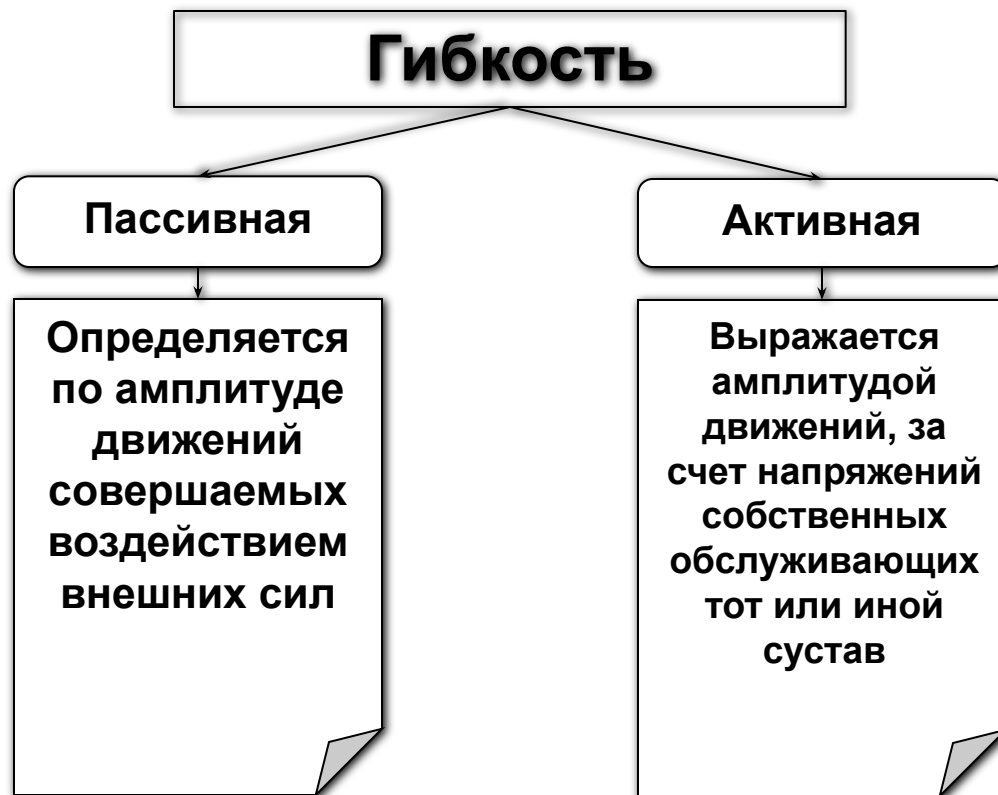 Гибкость
Пассивная
Активная
Определяется
по амплитуде
движений
совершаемых
воздействием
внешних сил
Выражается
амплитудой
движений, за
счет напряжений
собственных
обслуживающих
тот или иной
сустав